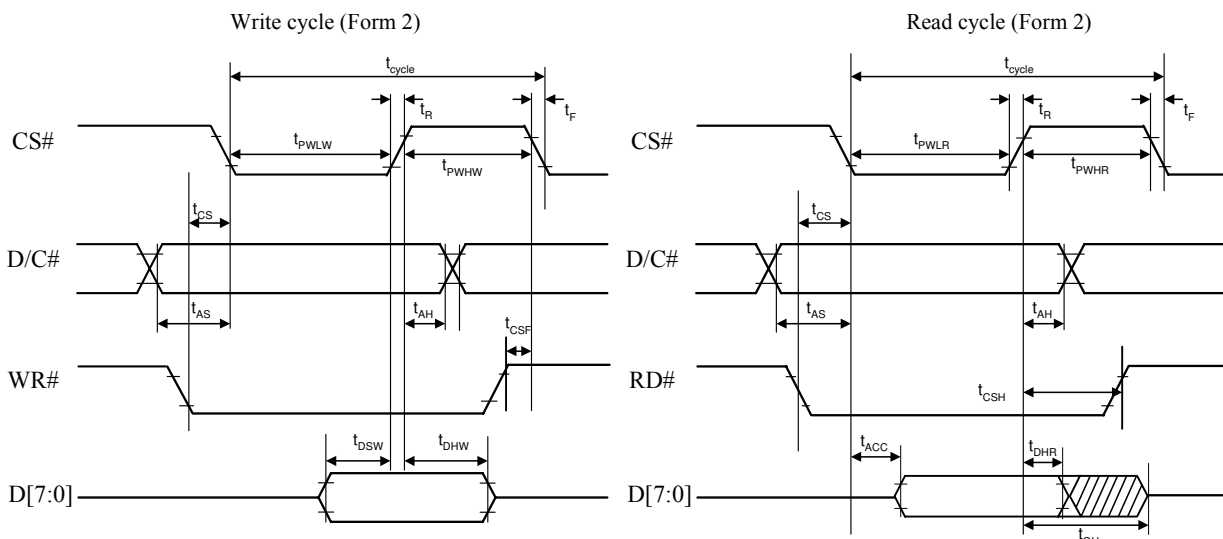 Write cycle (Form 2)
CS#
tcycle
tR
tF
tPWLW
tPWHW
tCS
D/C#
tAS
tAH
tCSF
WR#
tDSW
tDHW
D[7:0]
Read cycle (Form 2)
CS#
tcycle
tR
tF
tPWLR
tPWHR
tCS
D/C#
tAS
tAH
RD#
tCSH
tACC
tDHR
D[7:0]